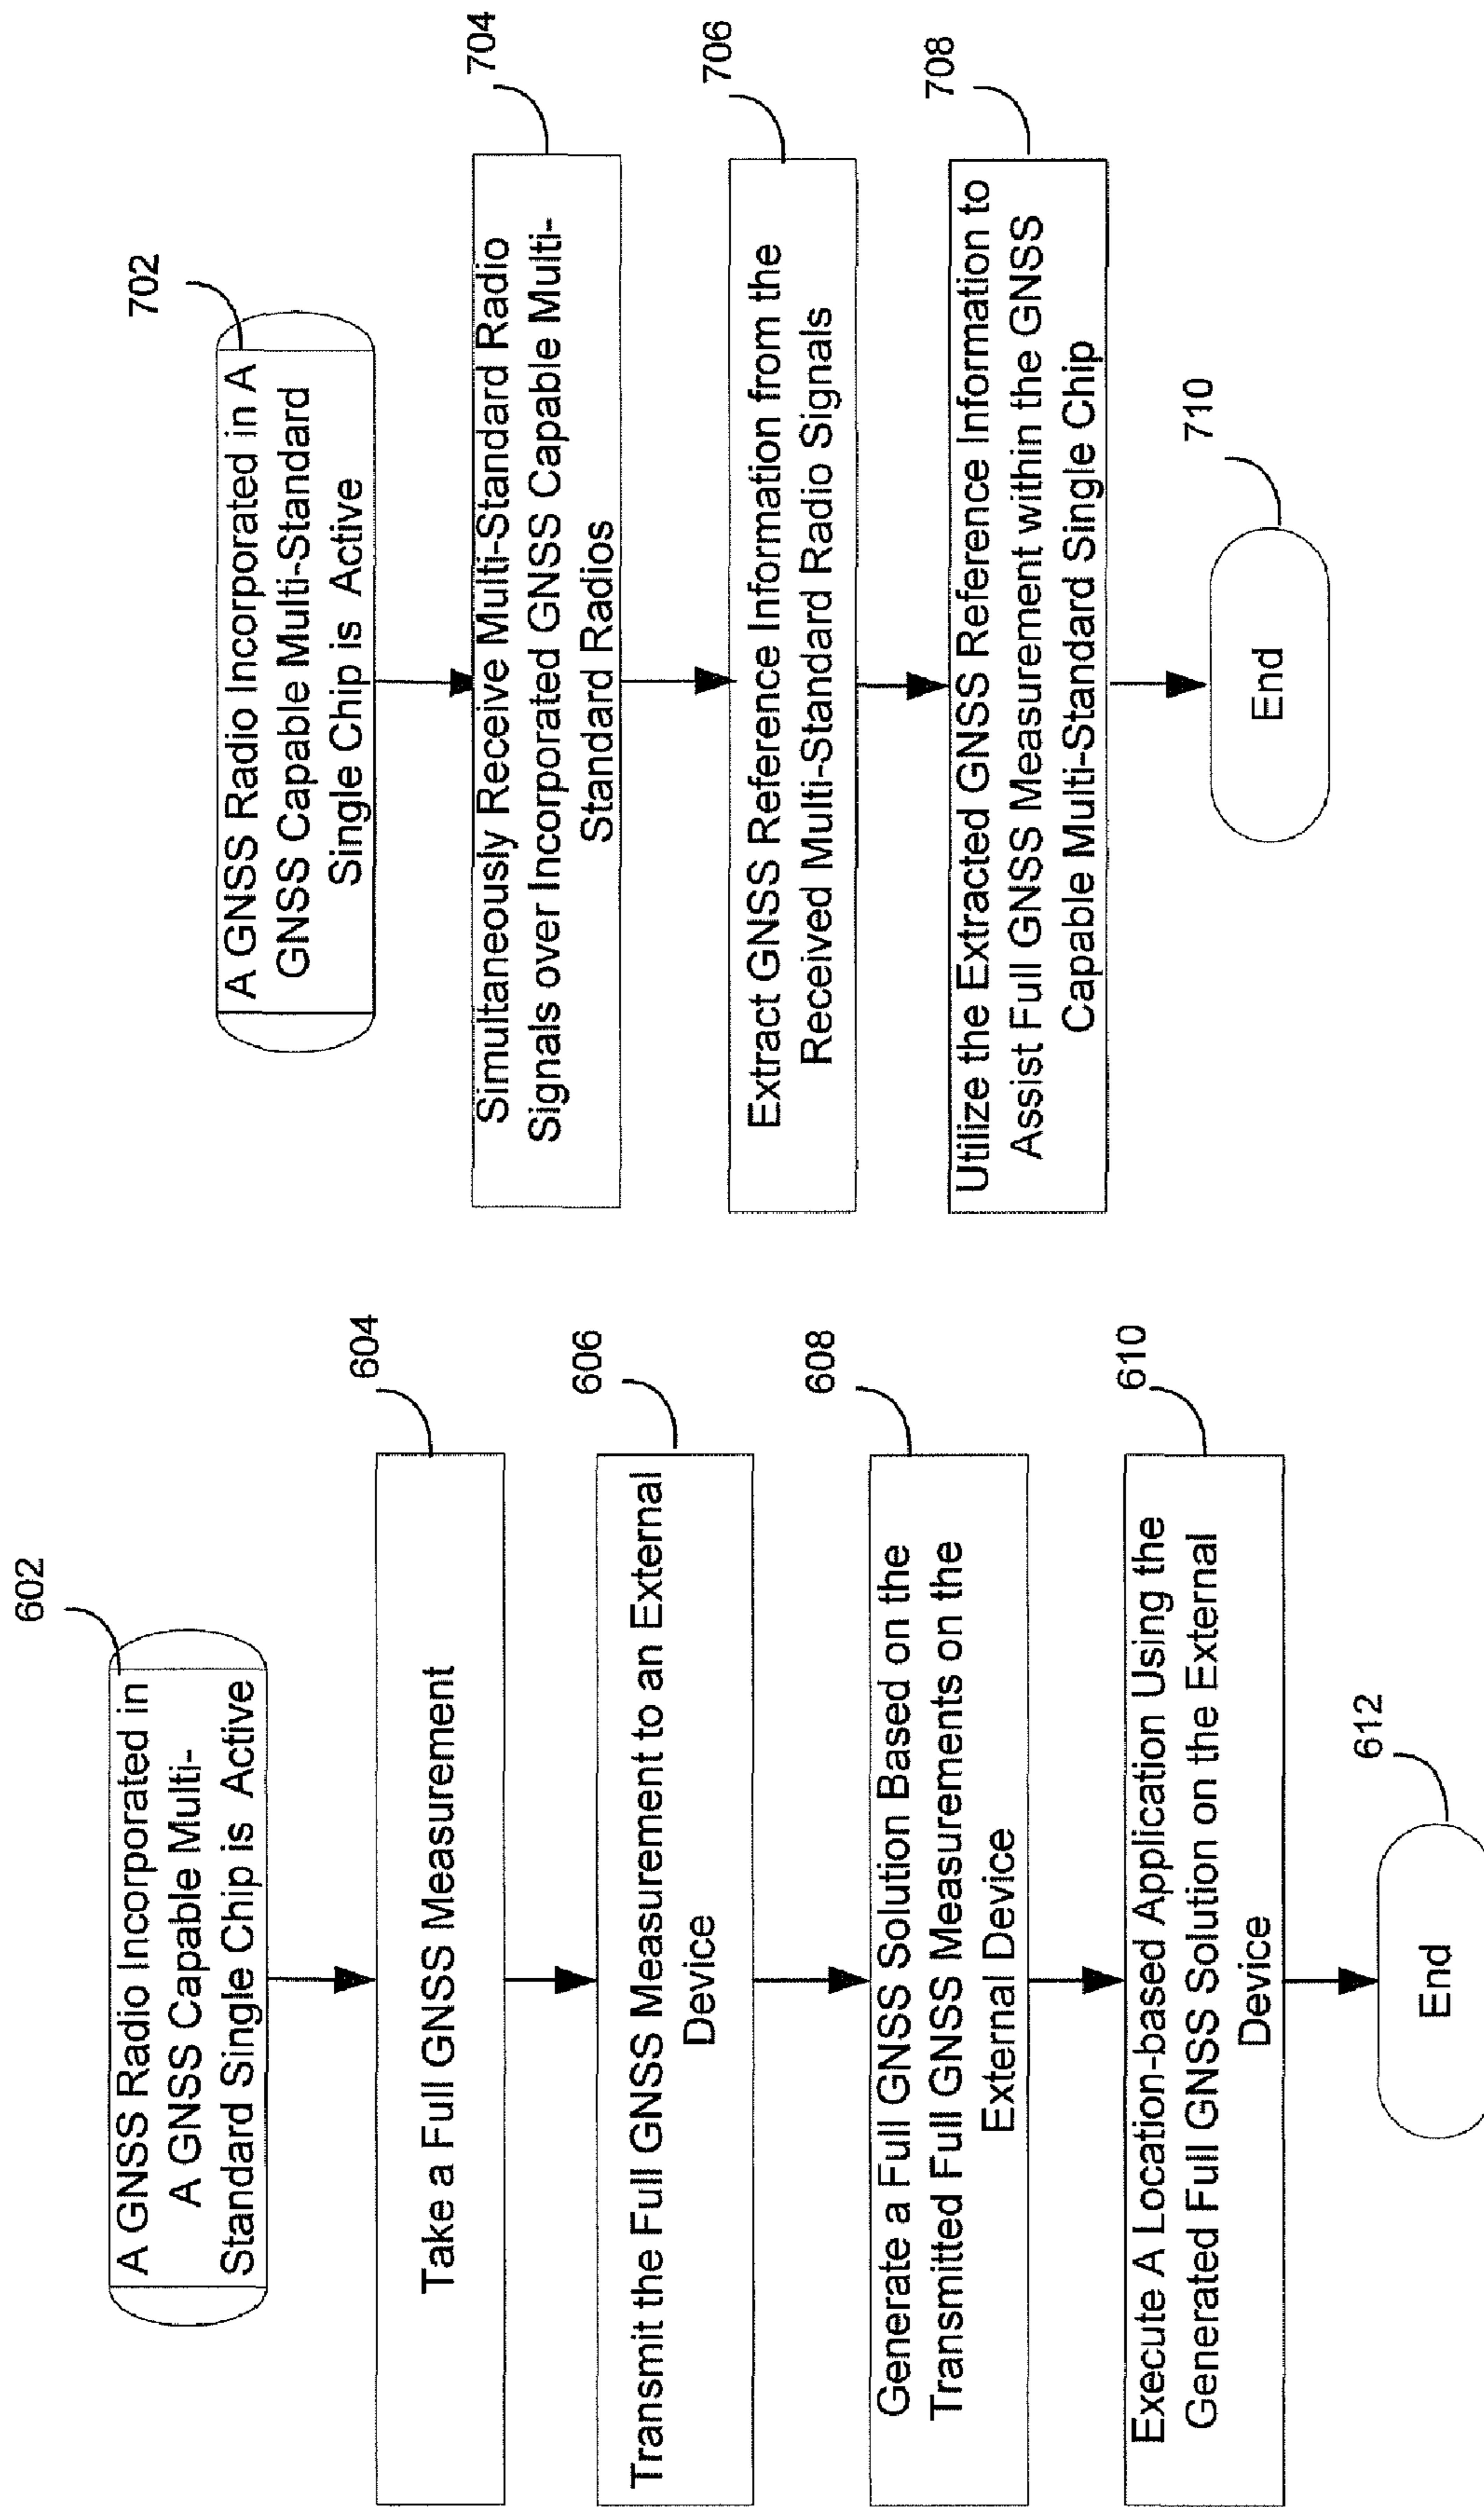 602
A GNSS Radio Incorporated in
A GNSS Capable Multi-
Standard Single Chip is Active
604
Take a Full GNSS Measurement
606
Transmit the Full GNSS Measurement to an External
Device
608
Generate a Full GNSS Solution Based on the
Transmitted Full GNSS Measurements on the
External Device
610
Execute A Location-based Application Using the
Generated Full GNSS Solution on the External
Device
612
End
702
A GNSS Radio Incorporated in A
GNSS Capable Multi-Standard
Single Chip is Active
704
Simultaneously Receive Multi-Standard Radio
Signals over Incorporated GNSS Capable Multi-
Standard Radios
706
Extract GNSS Reference Information from the
Received Multi-Standard Radio Signals
708
Utilize the Extracted GNSS Reference Information to
Assist Full GNSS Measurement within the GNSS
Capable Multi-Standard Single Chip
710
End